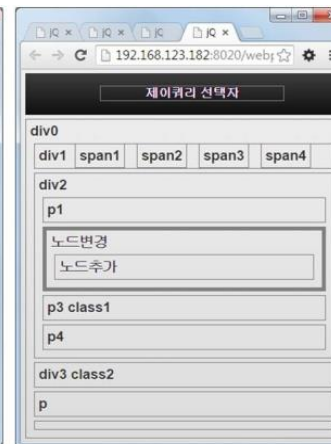 jQ × jQ × jQ jQ ×
192.168.123.182:8020/web
제이쿼리 선택자
div0
div1 span1 span2 span3 span4
div2
p1
노드변경
노드추가
p3 class1
p4
div3 class2
p